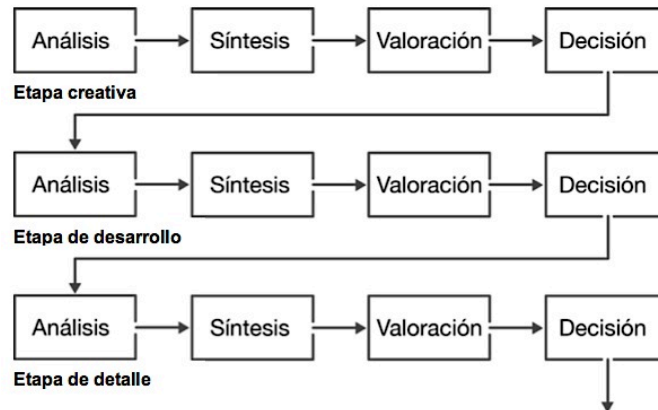 Análisis Síntesis Valoración Decisión
Etapa creativa
Análisis Síntesis Valoración Decisión
Etapa de desarrollo
Análisis Síntesis Valoración Decisión
Etapa de detalle